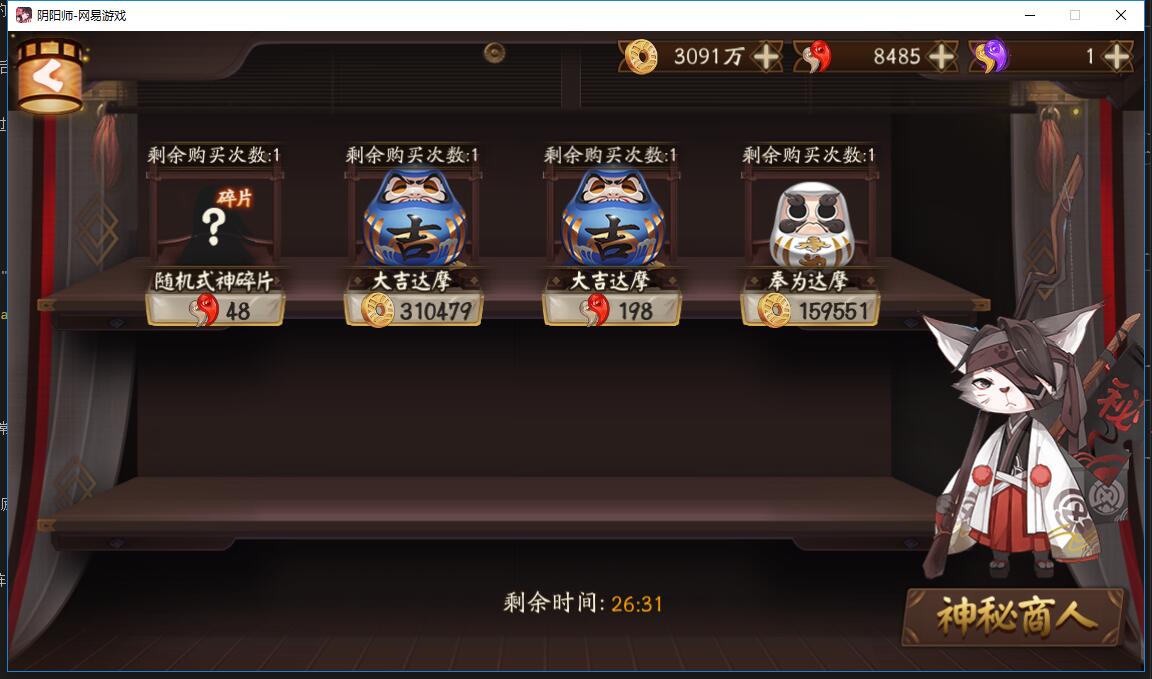 阴阳师-网易游戏
3091万
8485
1
剩余购买次数:1
剩余购买次数:1
剩余购买次数:1
剩余购买次数:1
碎片
?
吉
吉
随机式神碎片
大吉达摩
大吉达摩
奉为达摩
48
310479
198
159551
秘
剩余时间: 26:31
神秘商人